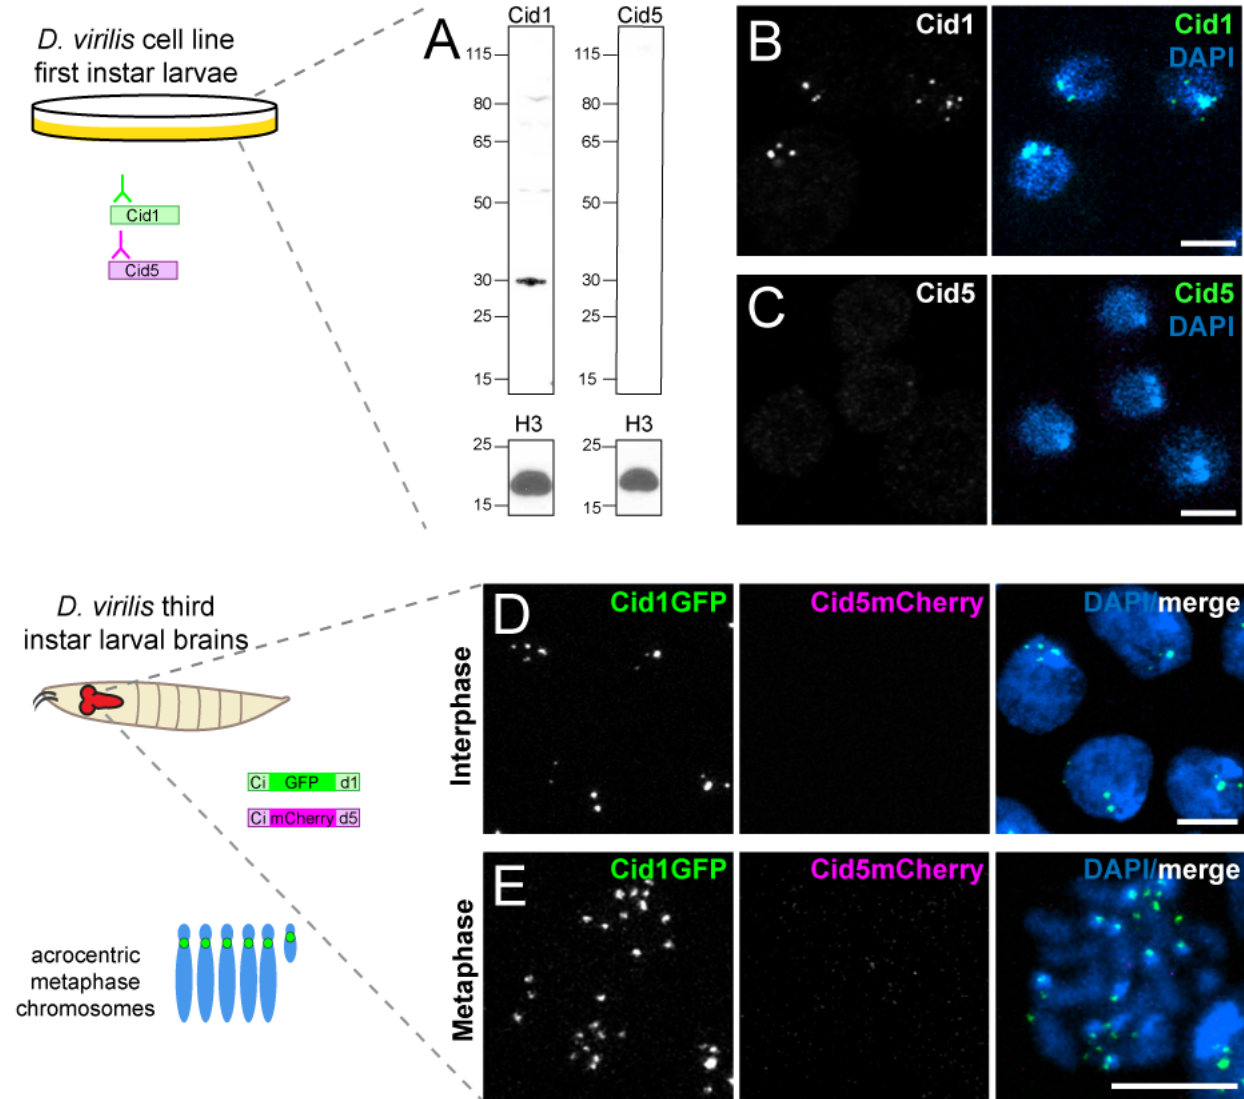 D. virilis cell line
first instar larvae
Cid1
Cid5
A
Cid1
115
80
65
50
30
25
15
H3
25
15
Cid5
115
80
65
50
30
25
15
H3
25
15
B
Cid1
Cid1
DAPI
C
Cid5
Cid5
DAPI
D. virilis third
instar larval brains
Ci GFP d1
Ci mCherry d5
acrocentric
metaphase
chromosomes
Interphase
D
Cid1GFP
Cid5mCherry
DAPI/merge
Metaphase
E
Cid1GFP
Cid5mCherry
DAPI/merge